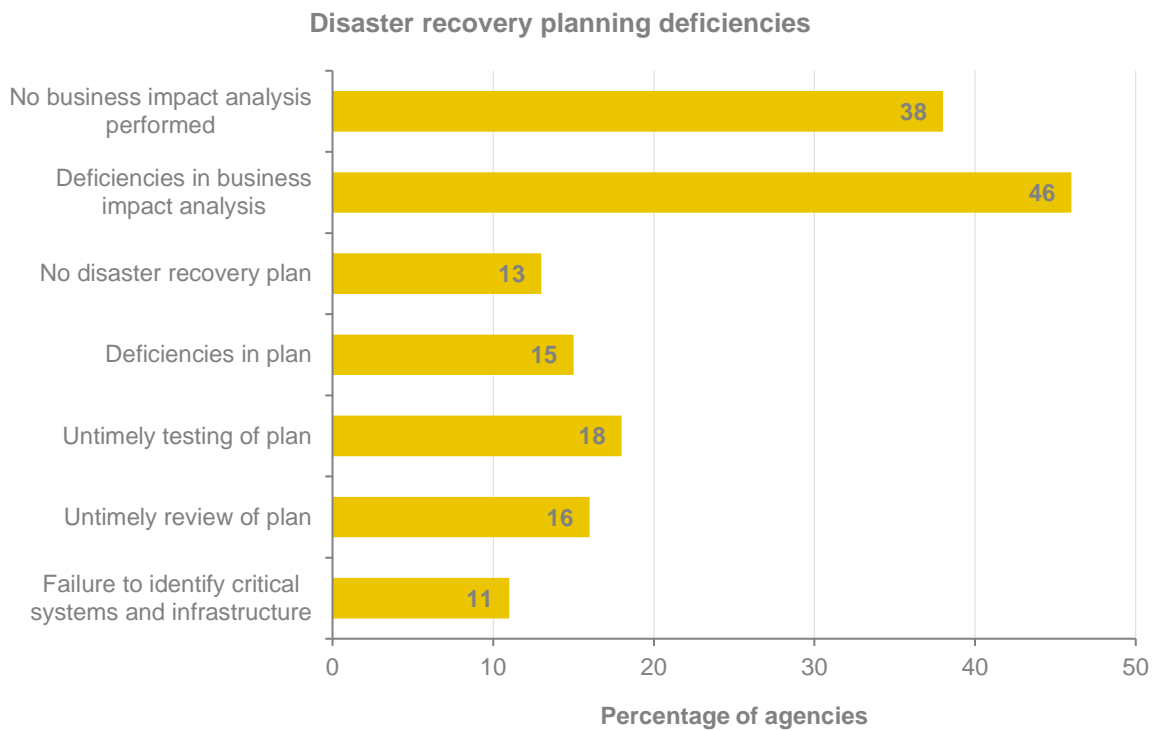 Disaster recovery planning deficiencies
No business impact analysis
performed
38
Deficiencies in business
impact analysis
46
No disaster recovery plan
13
Deficiencies in plan
15
Untimely testing of plan
18
Untimely review of plan
16
Failure to identify critical
systems and infrastructure
11
0 10 20 30 40 50
Percentage of agencies